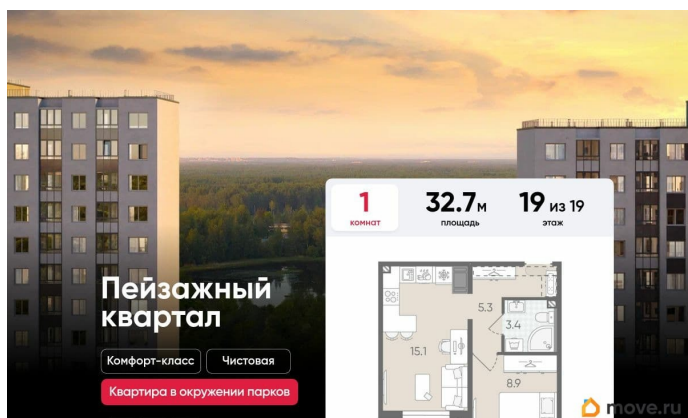 1
комнат
32.7м
площадь
19 из 19
этаж
Пейзажный
квартал
Комфорт-класс
Чистовая
Квартира в окружении парков
5.3
3.4
15.1
8.9
move.ru